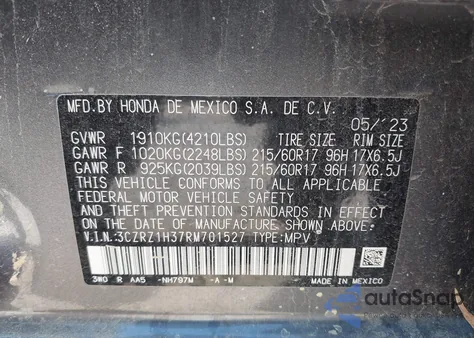 MFD.BY HONDA DE MEXICO S.A. DE C.V.
05/'23
GVWR 1910KG(4210LBS) TIRE SIZE RIM SIZE
GAWR F 1020KG(2248LBS) 215/60R17 96H 17X6.5J
GAWR R 925KG(2039LBS) 215/60R17 96H 17X6.5J
THIS VEHICLE CONFORMS TO ALL APPLICABLE
FEDERAL MOTOR VEHICLE SAFETY
AND THEFT PREVENTION STANDARDS IN EFFECT ON
THE DATE OF MANUFACTURE SHOWN ABOVE.
V.I.N.:3CZRZ1H37RM701527 TYPE:MPV
3W0 R AA5 -NH797M -A-M
MADE IN MEXICO
autoSnap